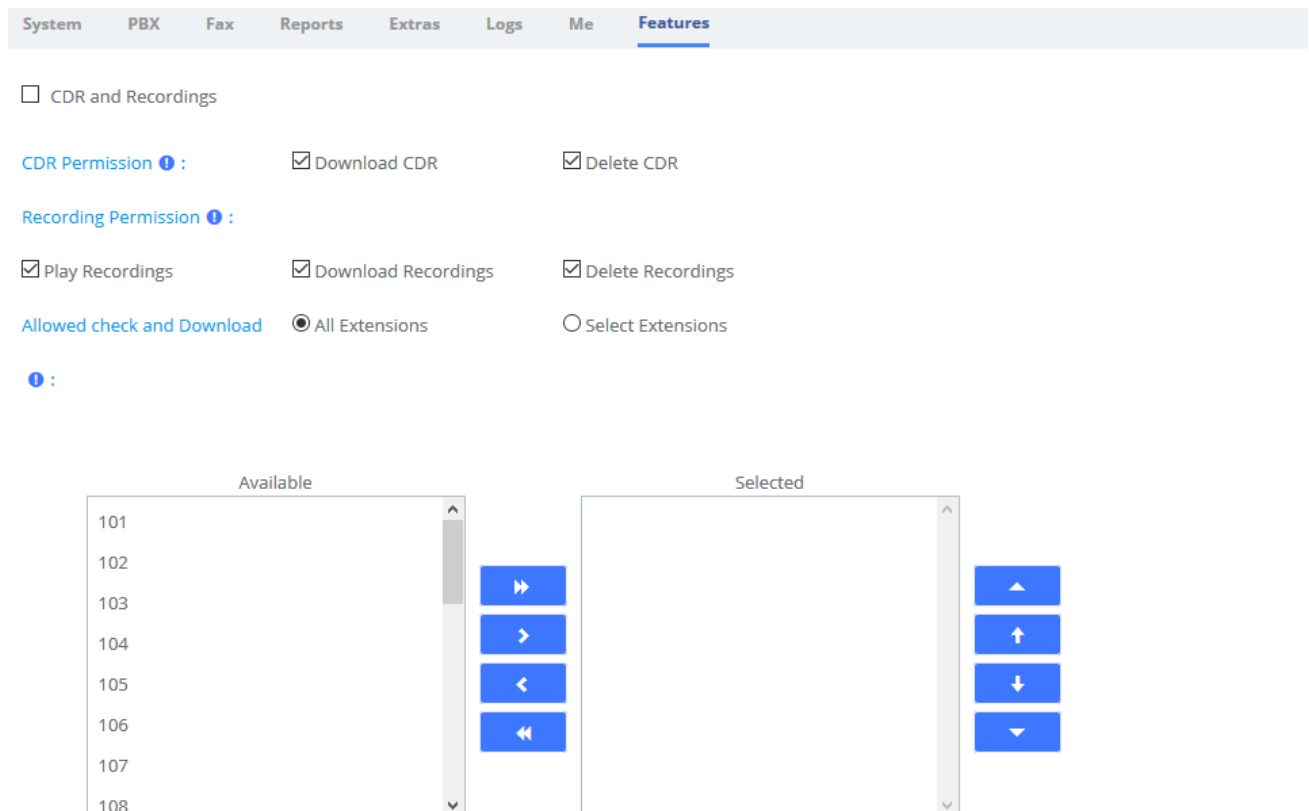 System PBX Fax Reports Extras Logs Me Features
CDR and Recordings
CDR Permission : Download CDR Delete CDR
Recording Permission :
Play Recordings Download Recordings Delete Recordings
Allowed check and Download All Extensions Select Extensions
:
Available Selected
101
102
103
104
105
106
107
108